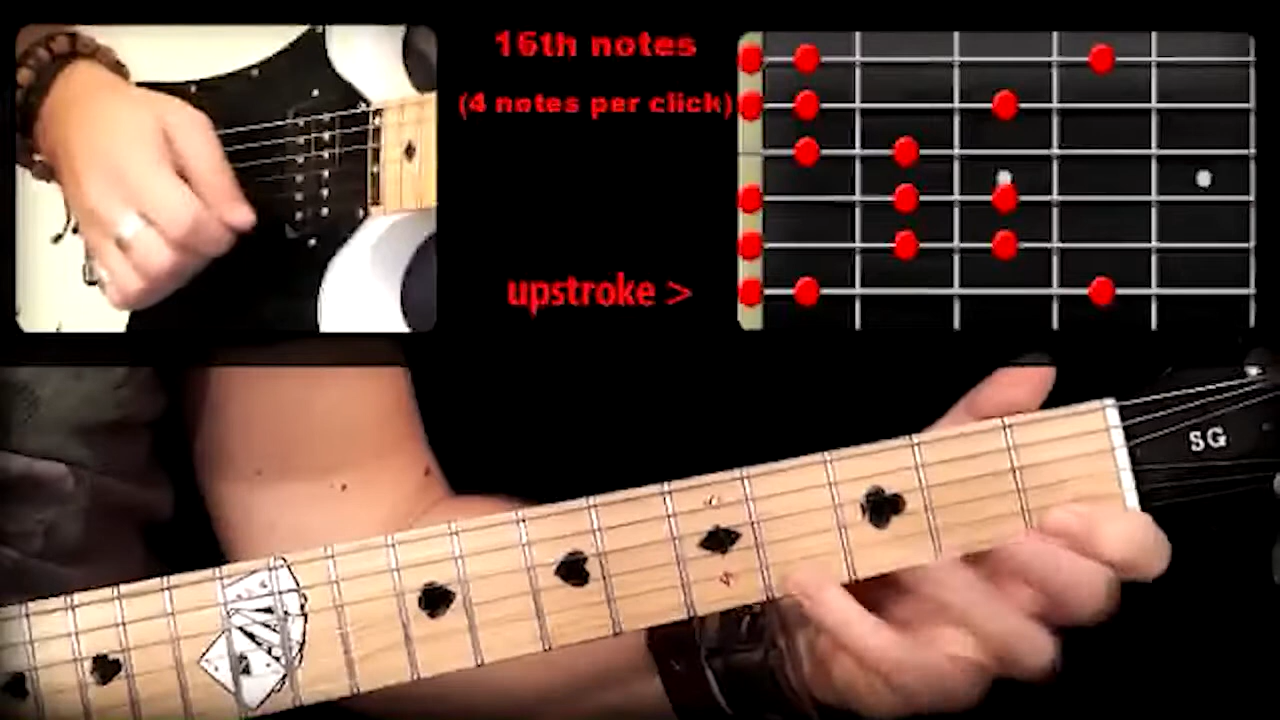 16th notes
(4 notes per click)
upstroke >
SG